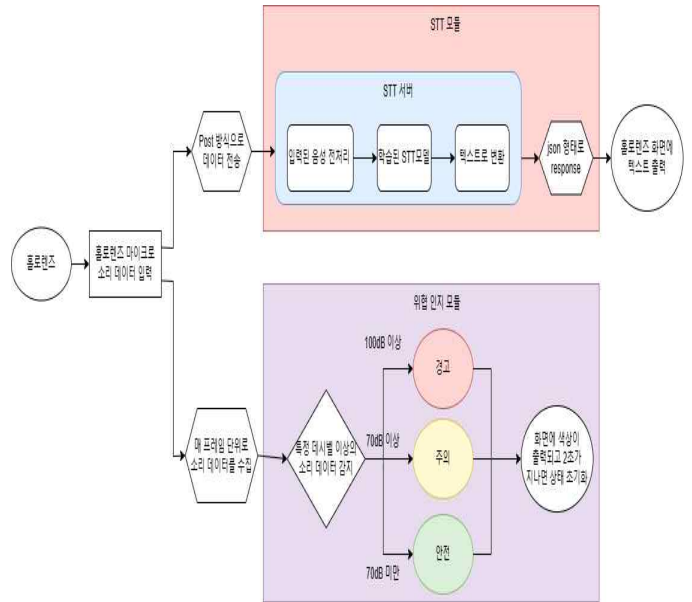 STT 모듈
STT 서버
Post 방식으로
데이터 전송
입력된 음성 전처리
학습된 STT모델
텍스트로 변환
json 형태로
response
홀로렌즈 화면에
텍스트 출력
홀로렌즈
홀로렌즈 마이크로
소리 데이터 입력
위협 인지 모듈
100dB 이상
경고
매 프레임 단위로
소리 데이터를 수집
특정 데시벨 이상의
소리 데이터 감지
70dB 이상
주의
화면에 색상이
출력되고 2초가
지나면 상태 초기화
안전
70dB 미만